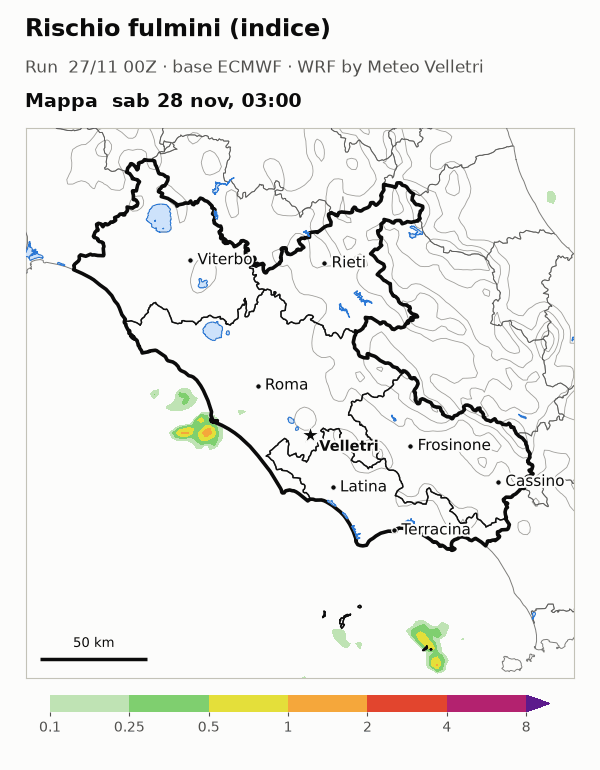 Rischio fulmini (indice)
Run  27/11 00Z · base ECMWF · WRF by Meteo Velletri
Mappa  sab 28 nov, 03:00
Viterbo
Rieti
Roma
Velletri
Frosinone
Latina
Cassino
Terracina
50 km
0.1 0.25 0.5 1 2 4 8